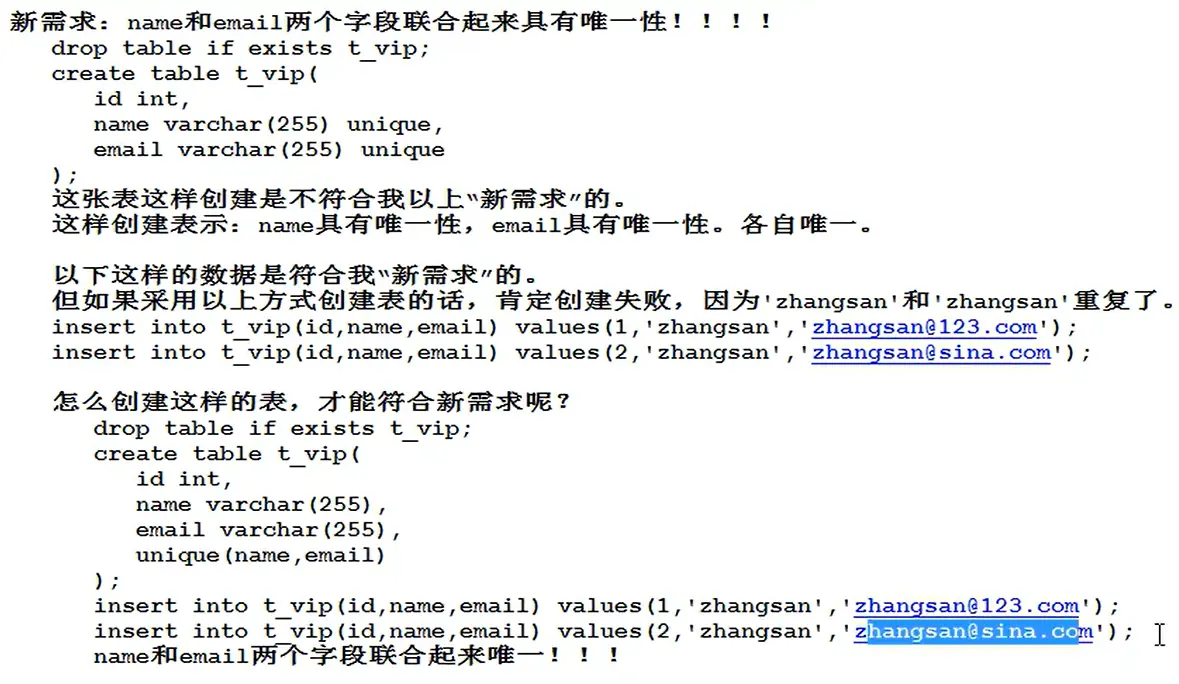 新需求：name和email两个字段联合起来具有唯一性！！！！
drop table if exists t_vip;
create table t_vip(
id int,
name varchar(255) unique,
email varchar(255) unique
);
这张表这样创建是不符合我以上“新需求”的。
这样创建表示：name具有唯一性，email具有唯一性。各自唯一。
以下这样的数据是符合我“新需求”的。
但如果采用以上方式创建表的话，肯定创建失败，因为'zhangsan'和'zhangsan'重复了。
insert into t_vip(id,name,email) values(1,'zhangsan','zhangsan@123.com');
insert into t_vip(id,name,email) values(2,'zhangsan','zhangsan@sina.com');
怎么创建这样的表，才能符合新需求呢？
drop table if exists t_vip;
create table t_vip(
id int,
name varchar(255),
email varchar(255),
unique(name,email)
);
insert into t_vip(id,name,email) values(1,'zhangsan','zhangsan@123.com');
insert into t_vip(id,name,email) values(2,'zhangsan','zhangsan@sina.com');
name和email两个字段联合起来唯一！！！